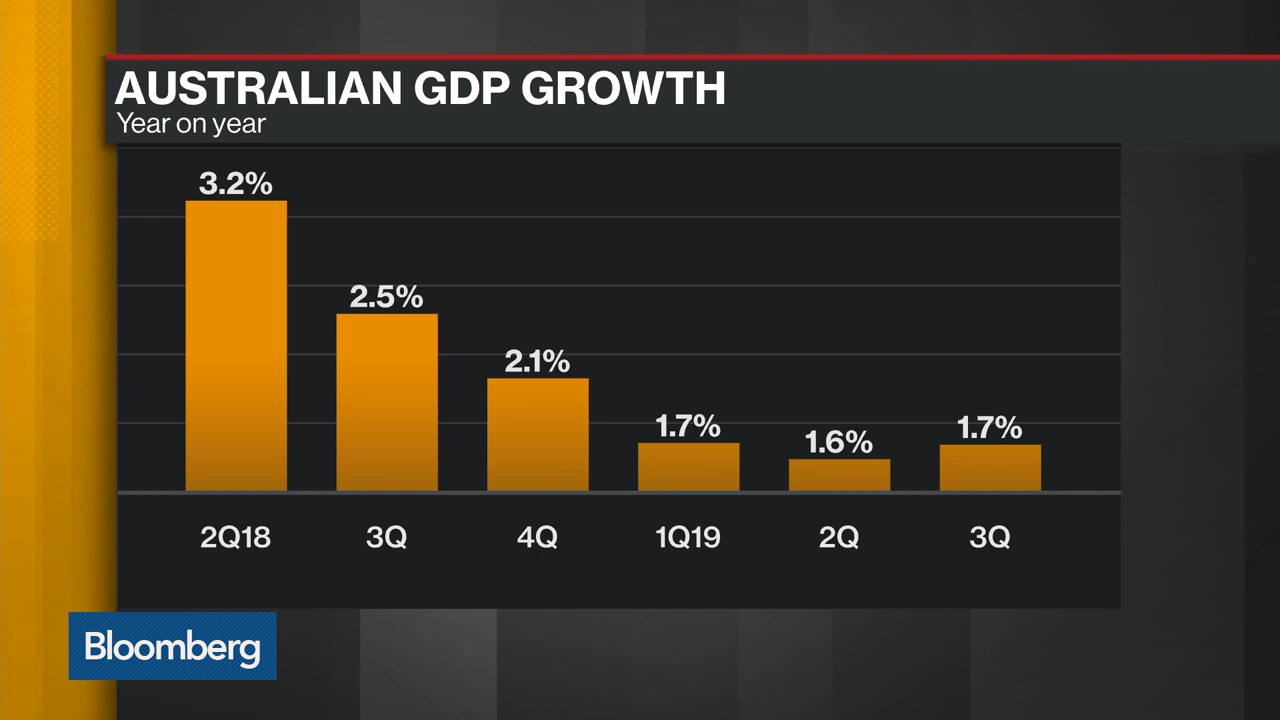 AUSTRALIAN GDP GROWTH
Year on year
3.2%
2.5%
2.1%
1.7%
1.6%
1.7%
2Q18
3Q
4Q
1Q19
2Q
3Q
Bloomberg